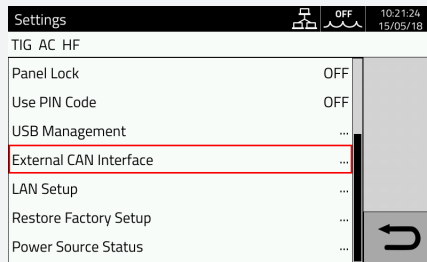 Settings
OFF
10:21:24
15/05/18
TIG AC HF
Panel Lock OFF
Use PIN Code OFF
USB Management ...
External CAN Interface ...
LAN Setup ...
Restore Factory Setup ...
Power Source Status ...